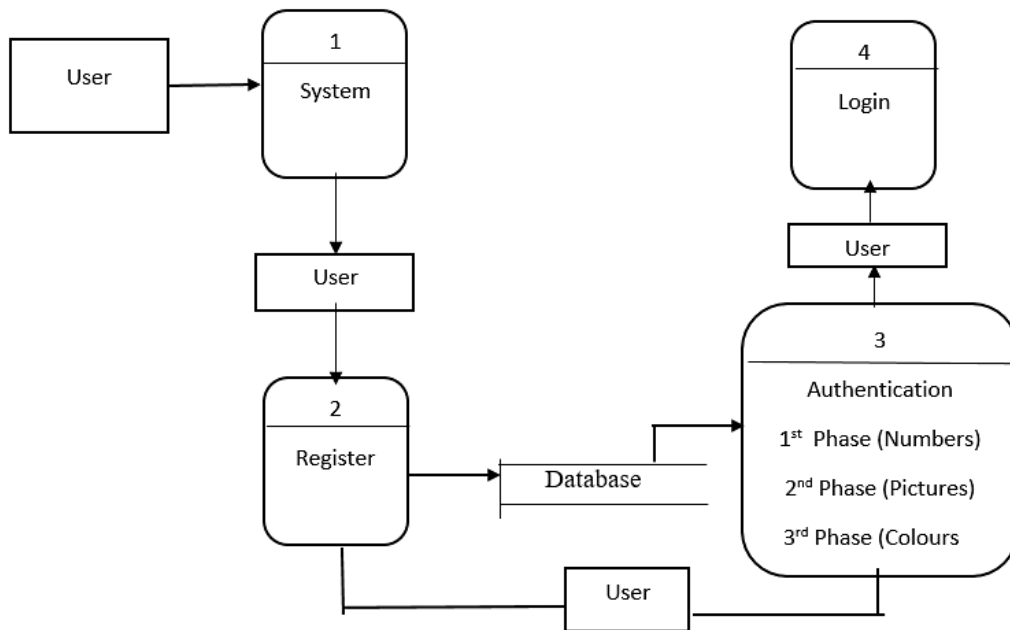 User
1
System
User
2
Register
Database
4
Login
User
3
Authentication
1st Phase (Numbers)
2nd Phase (Pictures)
3rd Phase (Colours
User